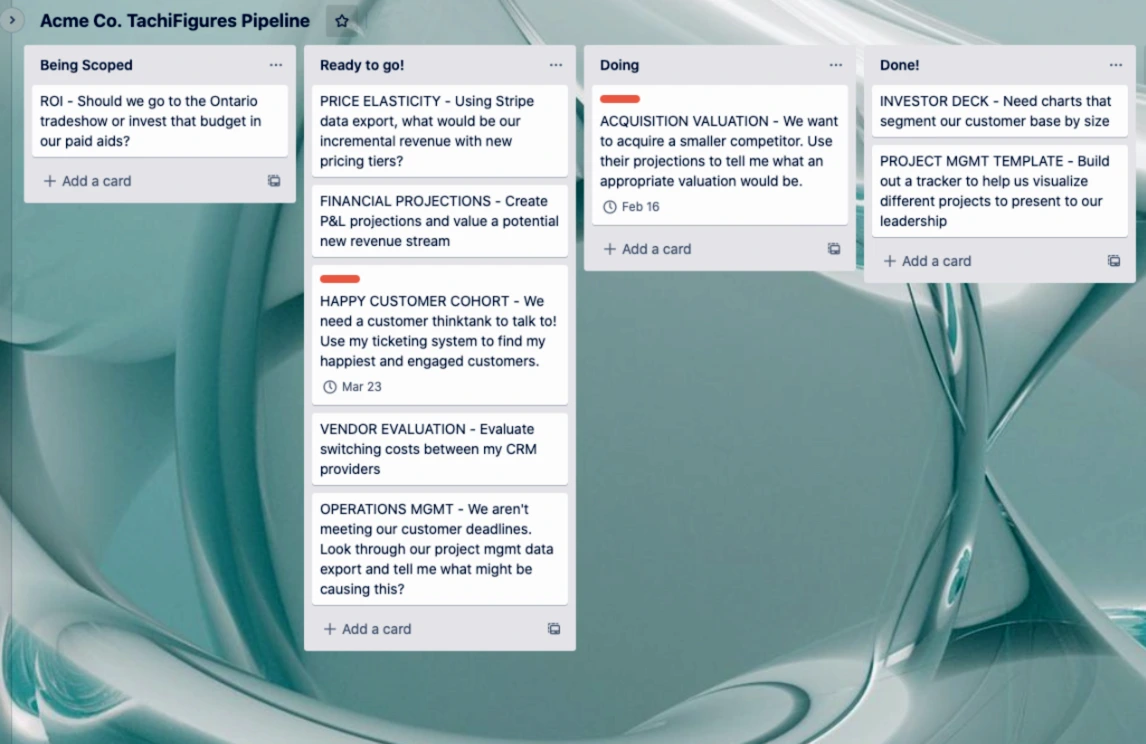 Acme Co. TachiFigures Pipeline
Being Scoped
ROI - Should we go to the Ontario
tradeshow or invest that budget in
our paid aids?
+ Add a card
Ready to go!
PRICE ELASTICITY - Using Stripe
data export, what would be our
incremental revenue with new
pricing tiers?
FINANCIAL PROJECTIONS - Create
P&L projections and value a potential
new revenue stream
HAPPY CUSTOMER COHORT - We
need a customer thinktank to talk to!
Use my ticketing system to find my
happiest and engaged customers.
Mar 23
VENDOR EVALUATION - Evaluate
switching costs between my CRM
providers
OPERATIONS MGMT - We aren't
meeting our customer deadlines.
Look through our project mgmt data
export and tell me what might be
causing this?
+ Add a card
Doing
ACQUISITION VALUATION - We want
to acquire a smaller competitor. Use
their projections to tell me what an
appropriate valuation would be.
Feb 16
+ Add a card
Done!
INVESTOR DECK - Need charts that
segment our customer base by size
PROJECT MGMT TEMPLATE - Build
out a tracker to help us visualize
different projects to present to our
leadership
+ Add a card